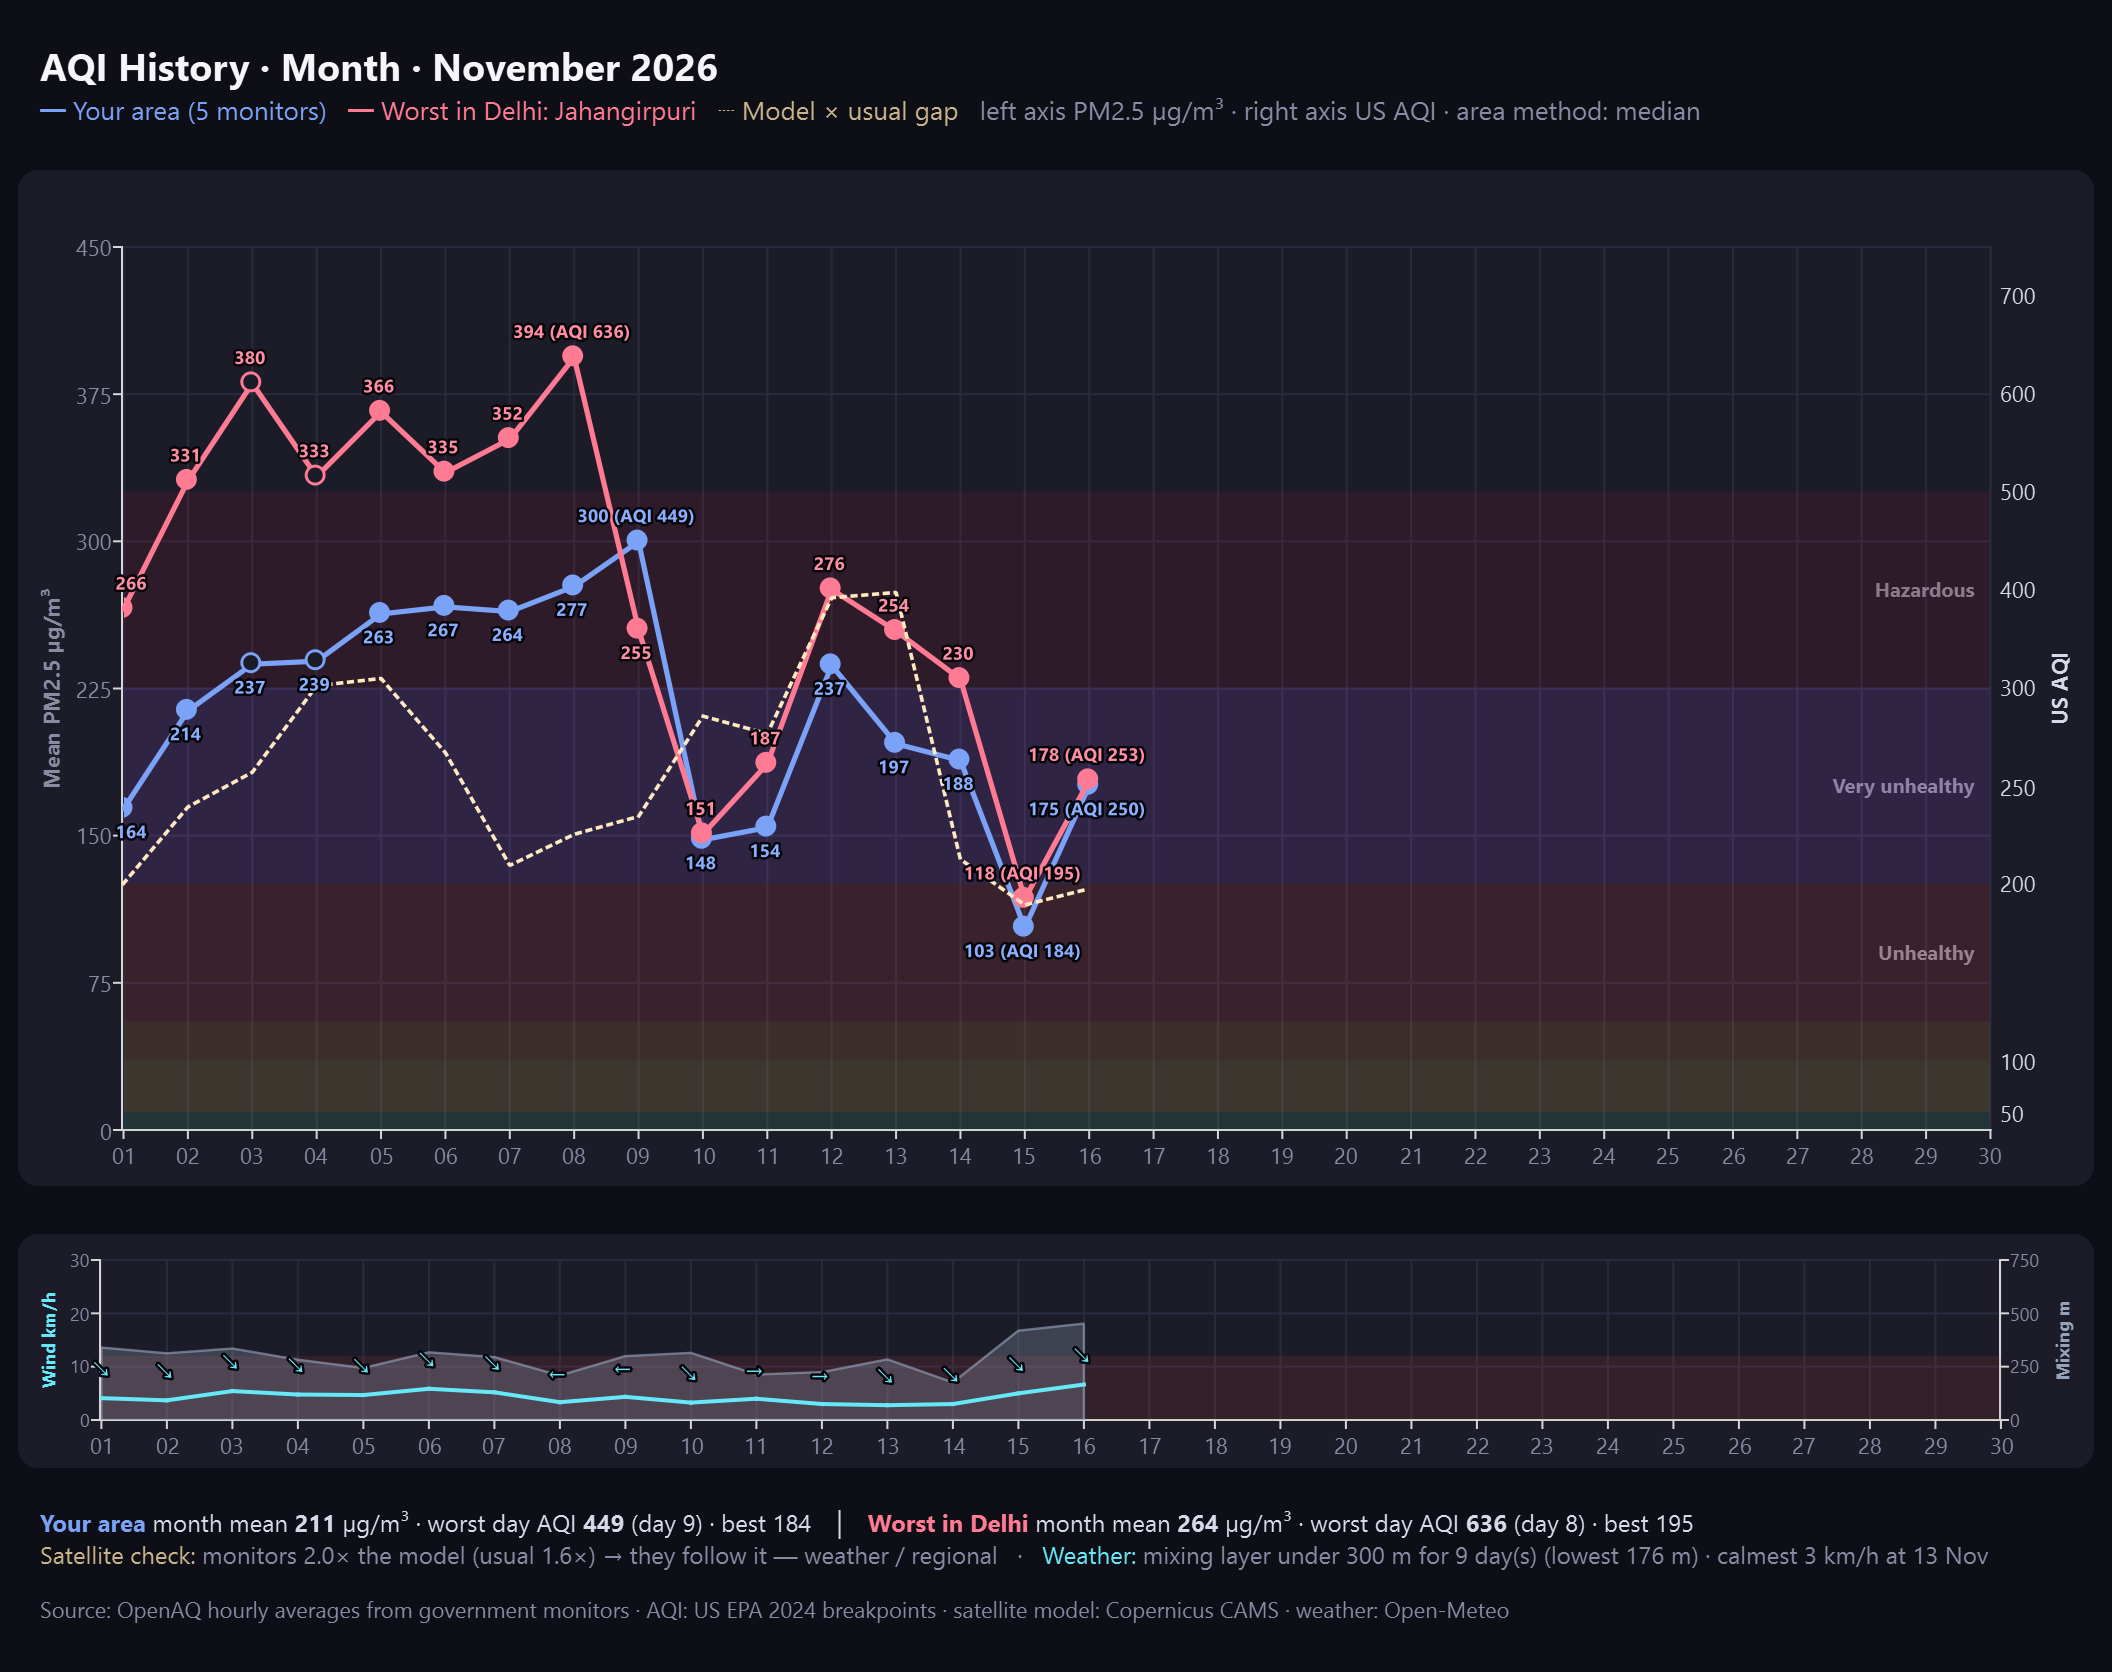 AQI History · Month · November 2026
Your area (5 monitors) Worst in Delhi: Jahangirpuri Model × usual gap left axis PM2.5 µg/m³ · right axis US AQI · area method: median
Mean PM2.5 µg/m³
450
375
300
225
150
75
0
US AQI
700
600
500
400
300
250
200
100
50
Hazardous
Very unhealthy
Unhealthy
266
331
380
333
366
335
352
394 (AQI 636)
255
151
187
276
254
230
118 (AQI 195)
178 (AQI 253)
164
214
237
239
263
267
264
277
300 (AQI 449)
148
154
237
197
188
103 (AQI 184)
175 (AQI 250)
01 02 03 04 05 06 07 08 09 10 11 12 13 14 15 16 17 18 19 20 21 22 23 24 25 26 27 28 29 30
Wind km/h
30
20
10
0
Mixing m
750
500
250
0
01 02 03 04 05 06 07 08 09 10 11 12 13 14 15 16 17 18 19 20 21 22 23 24 25 26 27 28 29 30
Your area month mean 211 µg/m³ · worst day AQI 449 (day 9) · best 184 | Worst in Delhi month mean 264 µg/m³ · worst day AQI 636 (day 8) · best 195
Satellite check: monitors 2.0× the model (usual 1.6×) → they follow it — weather / regional · Weather: mixing layer under 300 m for 9 day(s) (lowest 176 m) · calmest 3 km/h at 13 Nov
Source: OpenAQ hourly averages from government monitors · AQI: US EPA 2024 breakpoints · satellite model: Copernicus CAMS · weather: Open-Meteo